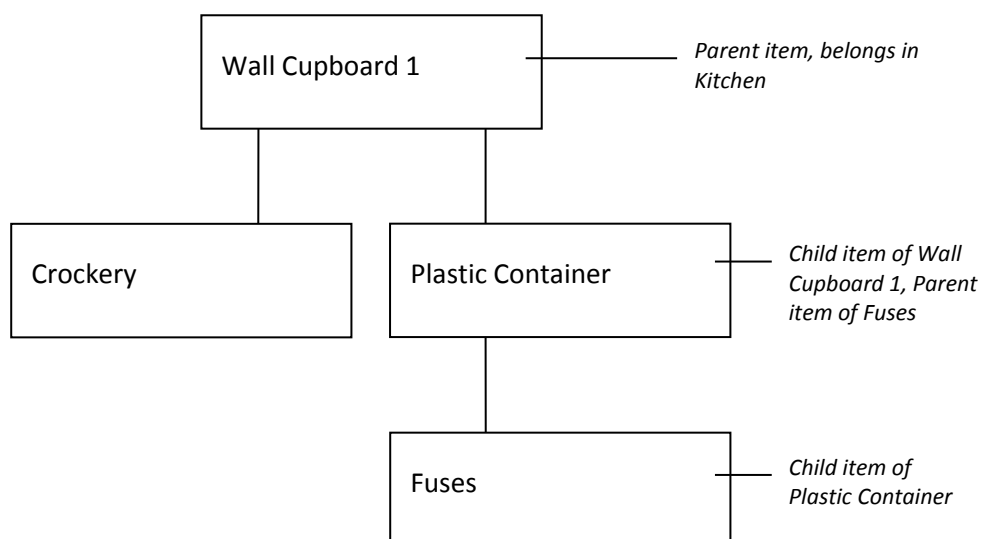 Wall Cupboard 1
Parent item, belongs in
Kitchen
Crockery
Plastic Container
Child item of Wall
Cupboard 1, Parent
item of Fuses
Fuses
Child item of
Plastic Container